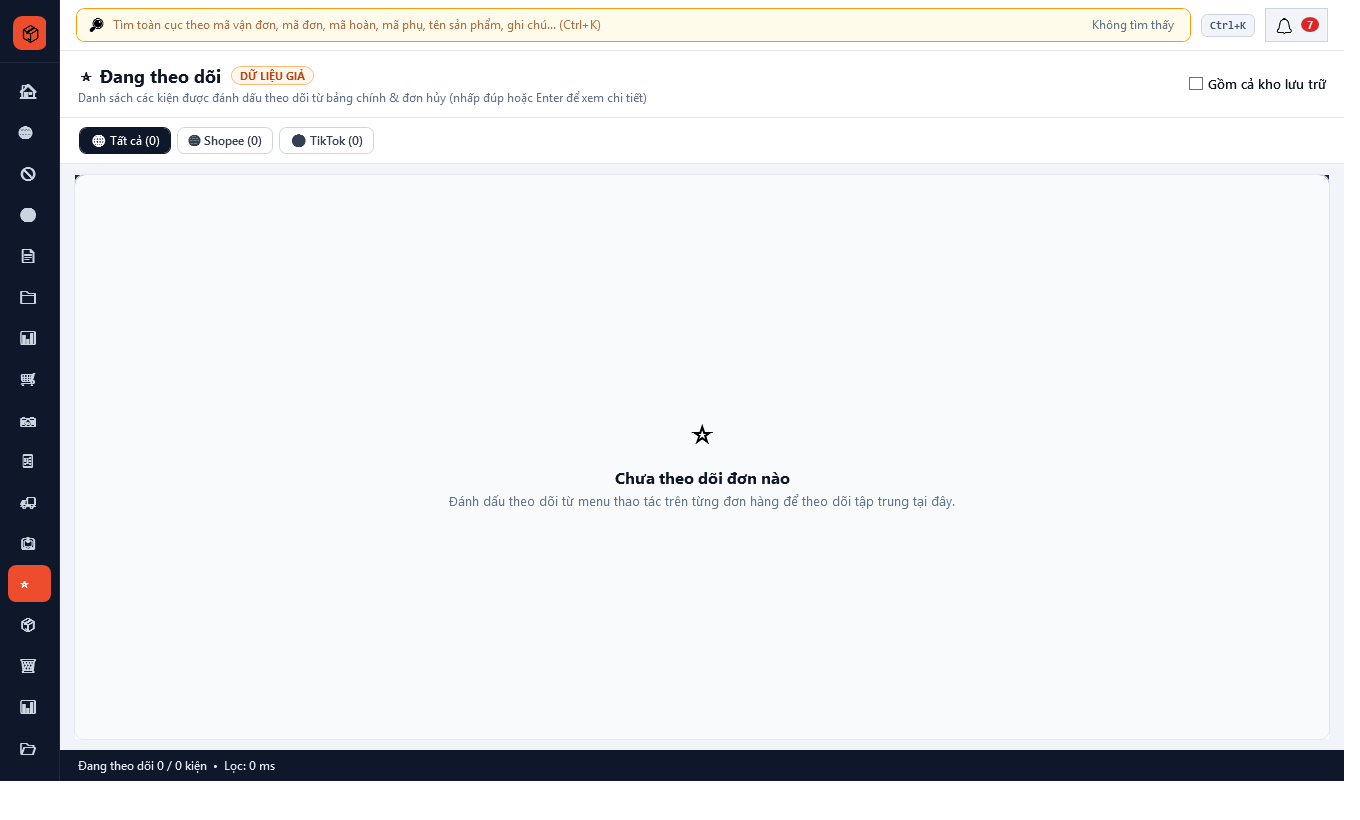 Tìm toàn cục theo mã vận đơn, mã đơn, mã hoàn, mã phụ, tên sản phẩm, ghi chú... (Ctrl+K)
Không tìm thấy
Ctrl+K
7
Đang theo dõi
DỮ LIỆU GIẢ
Danh sách các kiện được đánh dấu theo dõi từ bảng chính & đơn hủy (nhấp đúp hoặc Enter để xem chi tiết)
Gồm cả kho lưu trữ
Tất cả (0)
Shopee (0)
TikTok (0)
Chưa theo dõi đơn nào
Đánh dấu theo dõi từ menu thao tác trên từng đơn hàng để theo dõi tập trung tại đây.
Đang theo dõi 0 / 0 kiện • Lọc: 0 ms